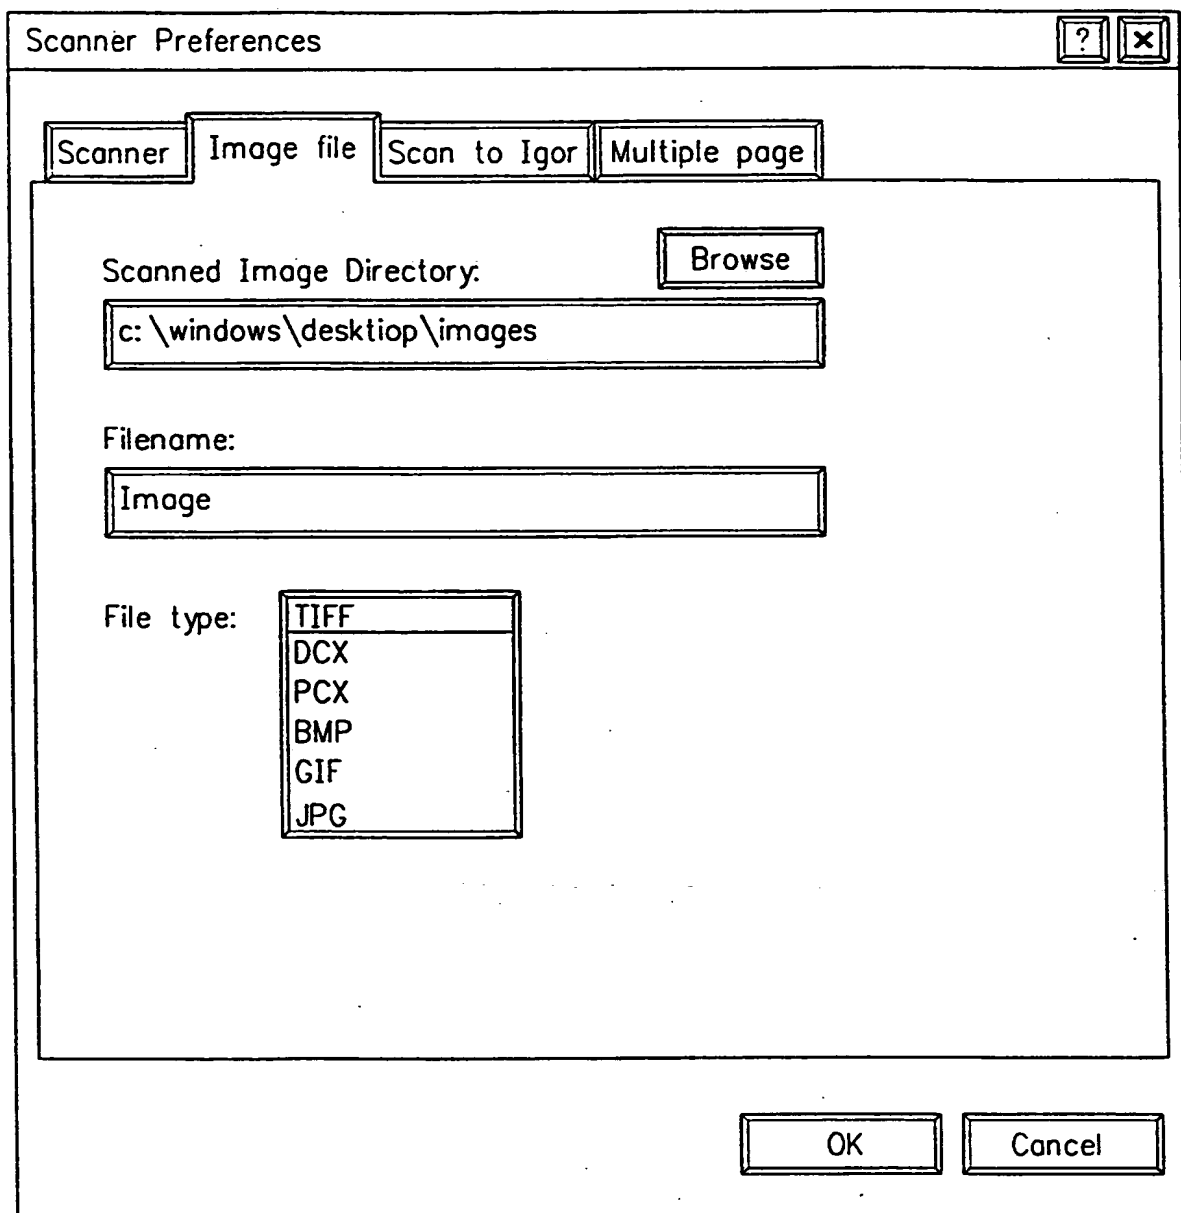 Scanner Preferences ? ×
Scanner Image file Scan to Igor Multiple page
Scanned Image Directory: Browse
c: \windows\desktiop\images
Filename:
Image
File type: TIFF
DCX
PCX
BMP
GIF
JPG
OK Cancel